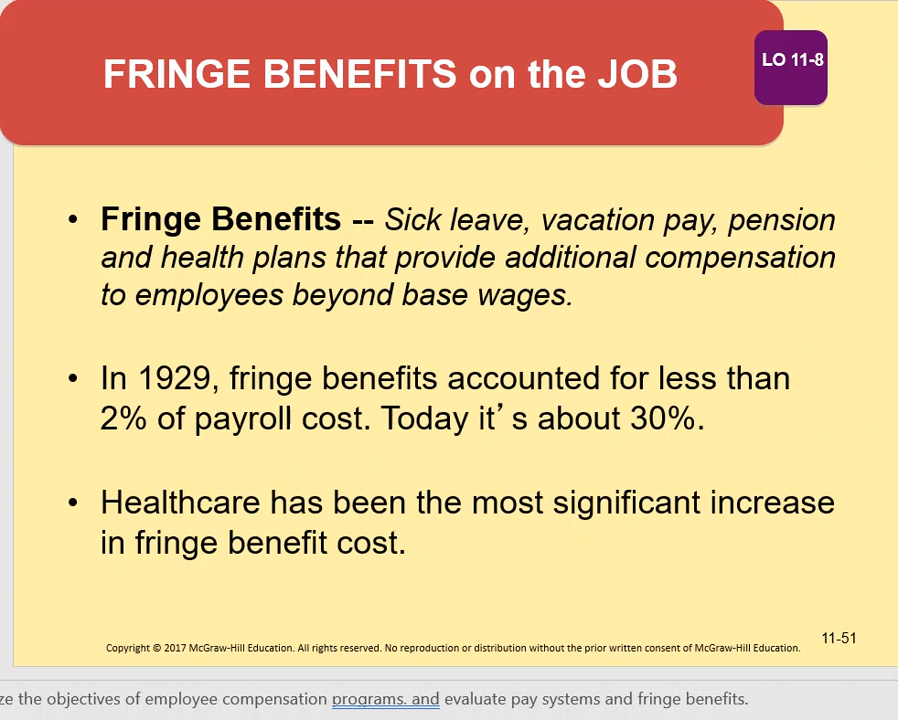 FRINGE BENEFITS on the JOB
LO 11-8
• Fringe Benefits -- Sick leave, vacation pay, pension
and health plans that provide additional compensation
to employees beyond base wages.
• In 1929, fringe benefits accounted for less than
2% of payroll cost. Today it’s about 30%.
• Healthcare has been the most significant increase
in fringe benefit cost.
11-51
Copyright © 2017 McGraw-Hill Education. All rights reserved. No reproduction or distribution without the prior written consent of McGraw-Hill Education.
the objectives of employee compensation programs. and evaluate pay systems and fringe benefits.